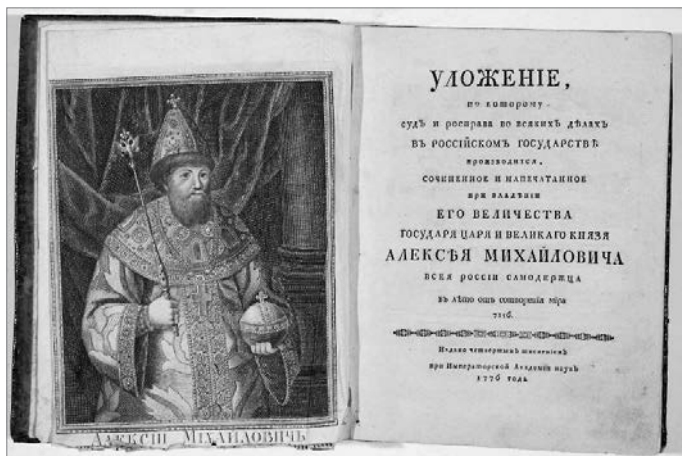 АЛЕКСІИ МІХАИЛОВИЧЬ
УЛОЖЕНІЕ,
по которому
судъ и росправа во всякихъ дѣлахъ
въ РОССІЙСКОМЪ ГОСУДАРСТВѢ
производится,
СОЧИНЕННОЕ И НАПЕЧАТАННОЕ
ПРИ ВЛАДѢНІИ
ЕГО ВЕЛИЧЕСТВА
ГОСУДАРЯ ЦАРЯ И ВЕЛИКАГО КНЯЗЯ
АЛЕКСѢЯ МИХАЙЛОВИЧА
ВСЕЯ РОССІИ САМОДЕРЖЦА
въ лѣто отъ сотворенія міра
7156.
Издано четвертымъ тисненіемъ
при Императорской Академіи наукъ
1776 года